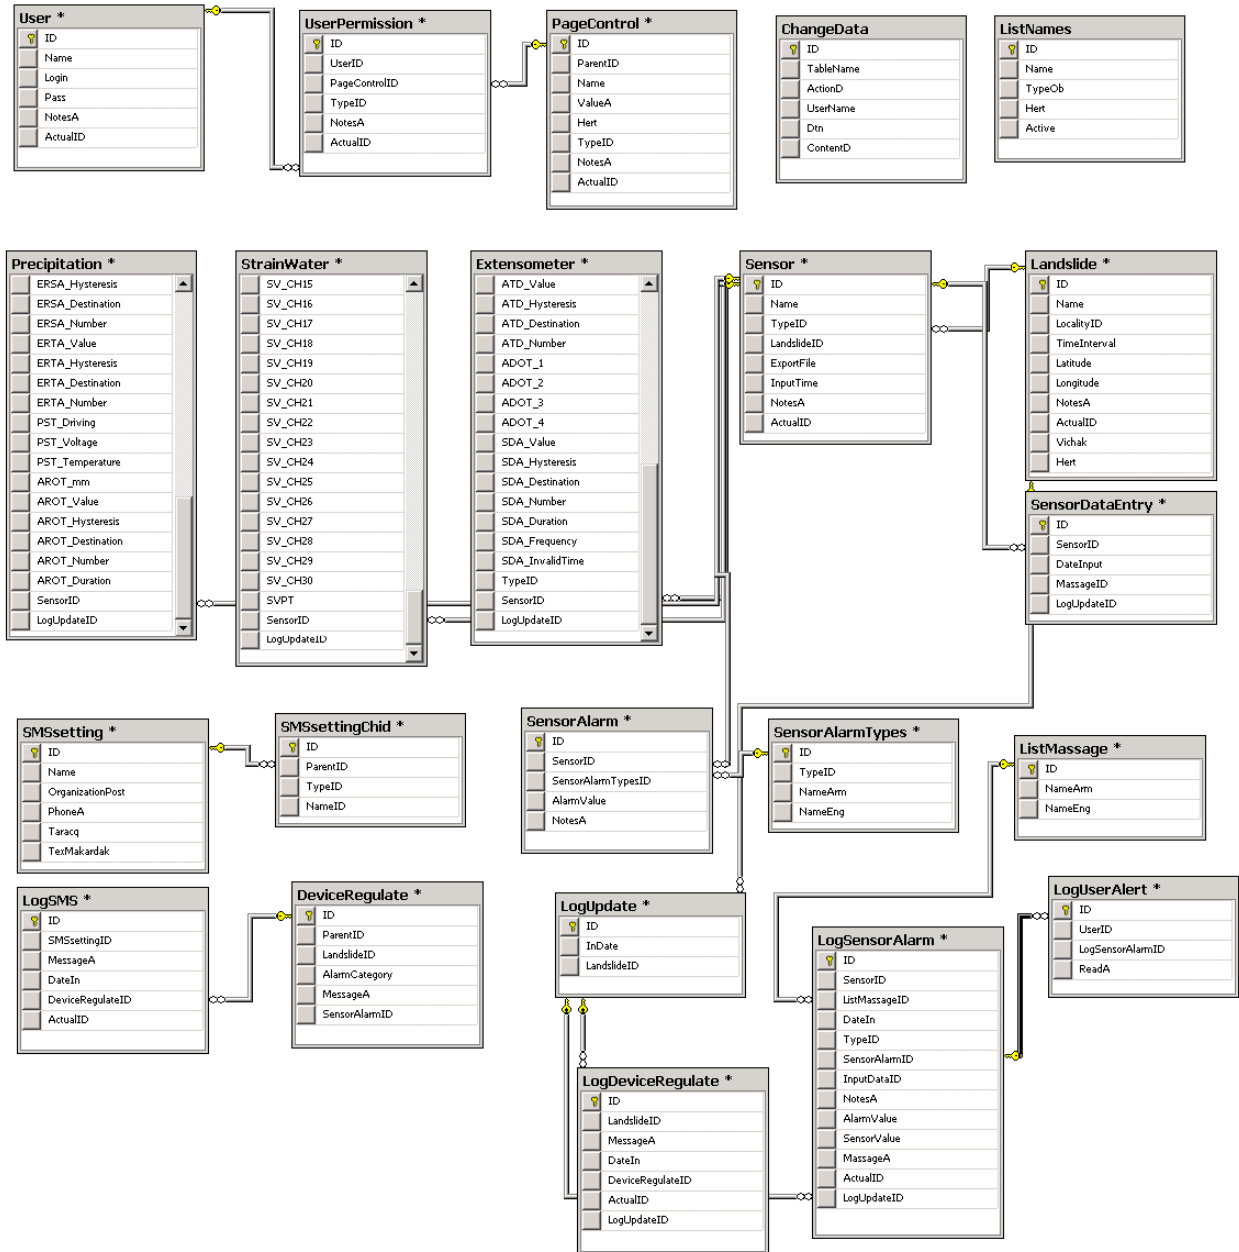 User *
ID
Name
Login
Pass
NotesA
ActualID
UserPermission *
ID
UserID
PageControlID
TypeID
NotesA
ActualID
PageControl *
ID
ParentID
Name
ValueA
Hert
TypeID
NotesA
ActualID
ChangeData
ID
TableName
ActionD
UserName
Dtn
ContentD
ListNames
ID
Name
TypeOb
Hert
Active
Precipitation *
ERSA_Hysteresis
ERSA_Destination
ERSA_Number
ERTA_Value
ERTA_Hysteresis
ERTA_Destination
ERTA_Number
PST_Driving
PST_Voltage
PST_Temperature
AROT_mm
AROT_Value
AROT_Hysteresis
AROT_Destination
AROT_Number
AROT_Duration
SensorID
LogUpdateID
StrainWater *
SV_CH15
SV_CH16
SV_CH17
SV_CH18
SV_CH19
SV_CH20
SV_CH21
SV_CH22
SV_CH23
SV_CH24
SV_CH25
SV_CH26
SV_CH27
SV_CH28
SV_CH29
SV_CH30
SVPT
SensorID
LogUpdateID
Extensometer *
ATD_Value
ATD_Hysteresis
ATD_Destination
ATD_Number
ADOT_1
ADOT_2
ADOT_3
ADOT_4
SDA_Value
SDA_Hysteresis
SDA_Destination
SDA_Number
SDA_Duration
SDA_Frequency
SDA_InvalidTime
TypeID
SensorID
LogUpdateID
Sensor *
ID
Name
TypeID
LandslideID
ExportFile
InputTime
NotesA
ActualID
Landslide *
ID
Name
LocalityID
TimeInterval
Latitude
Longitude
NotesA
ActualID
Vichak
Hert
SensorDataEntry *
ID
SensorID
DateInput
MassageID
LogUpdateID
SMSsetting *
ID
Name
OrganizationPost
PhoneA
Taracq
TexMakardak
SMSsettingChid *
ID
ParentID
TypeID
NameID
SensorAlarm *
ID
SensorID
SensorAlarmTypesID
AlarmValue
NotesA
SensorAlarmTypes *
ID
TypeID
NameArm
NameEng
ListMassage *
ID
NameArm
NameEng
LogSMS *
ID
SMSsettingID
MessageA
DateIn
DeviceRegulateID
ActualID
DeviceRegulate *
ID
ParentID
LandslideID
AlarmCategory
MessageA
SensorAlarmID
LogUpdate *
ID
InDate
LandslideID
LogSensorAlarm *
ID
SensorID
ListMassageID
DateIn
TypeID
SensorAlarmID
InputDataID
NotesA
AlarmValue
SensorValue
MassageA
ActualID
LogUpdateID
LogUserAlert *
ID
UserID
LogSensorAlarmID
ReadA
LogDeviceRegulate *
ID
LandslideID
MessageA
DateIn
DeviceRegulateID
ActualID
LogUpdateID